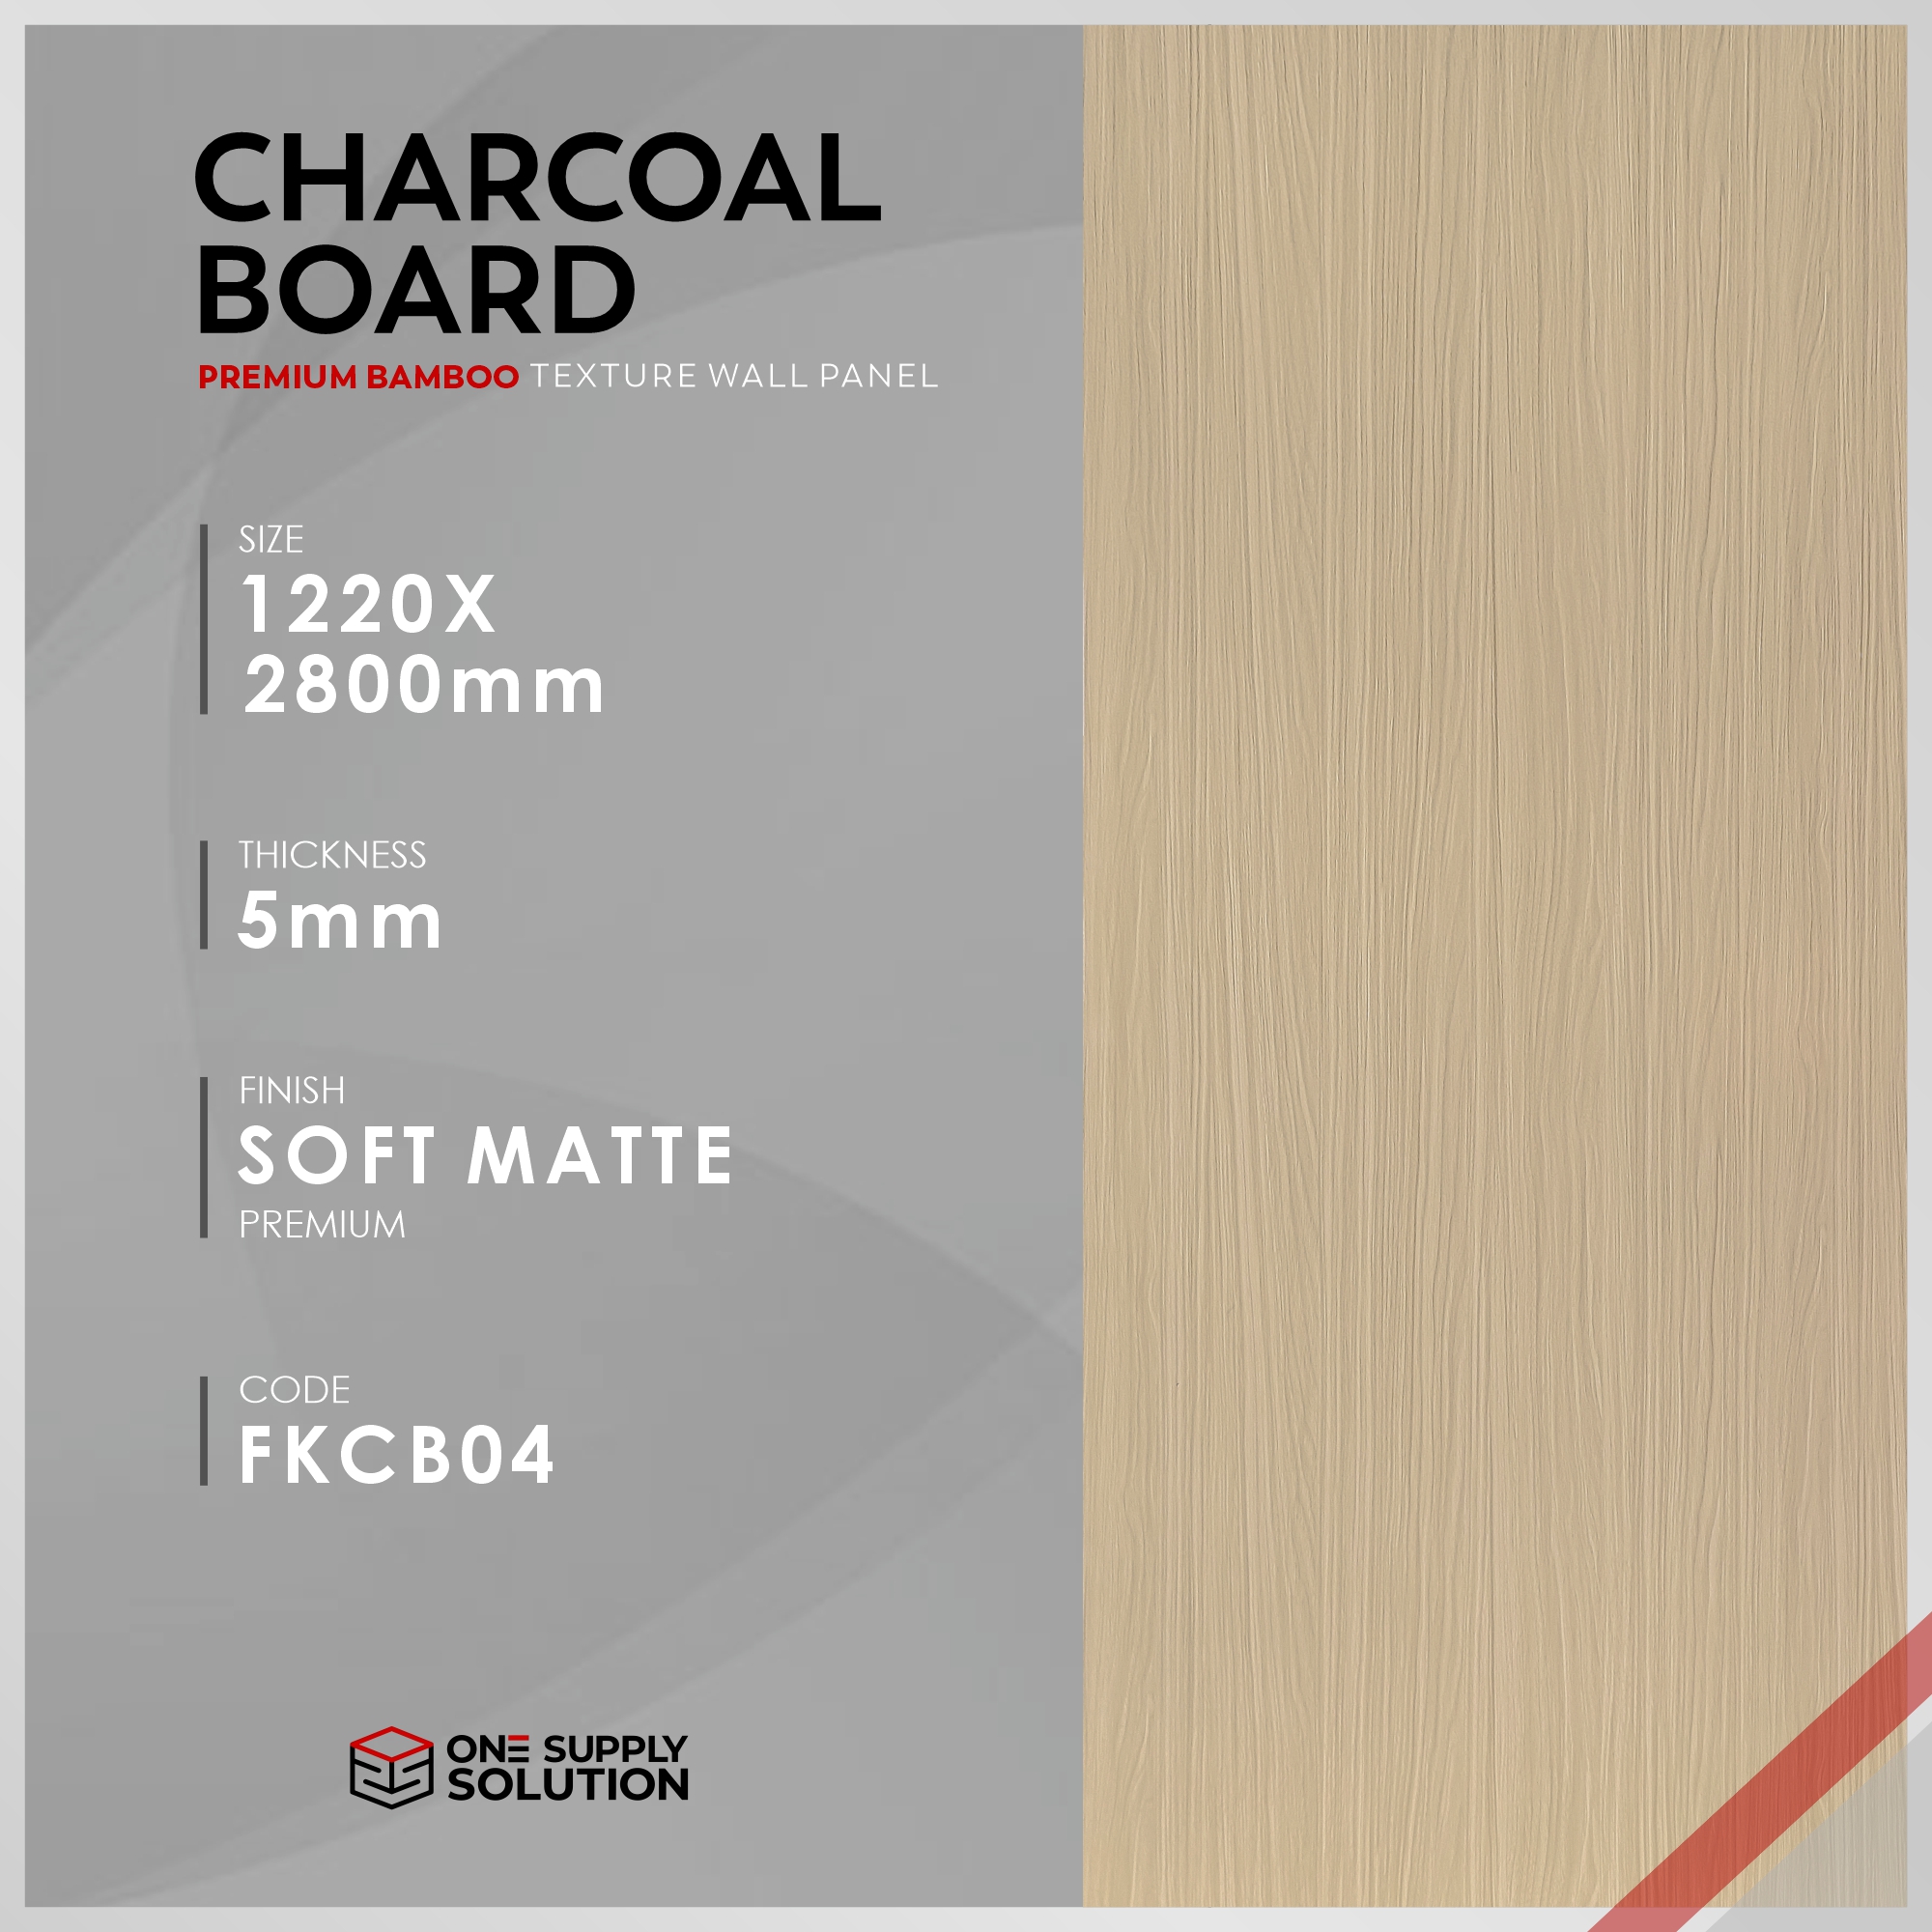 CHARCOAL
BOARD
PREMIUM BAMBOO TEXTURE WALL PANEL
SIZE
1220X
2800mm
THICKNESS
5mm
FINISH
SOFT MATTE
PREMIUM
CODE
FKCB04
ONE SUPPLY
SOLUTION